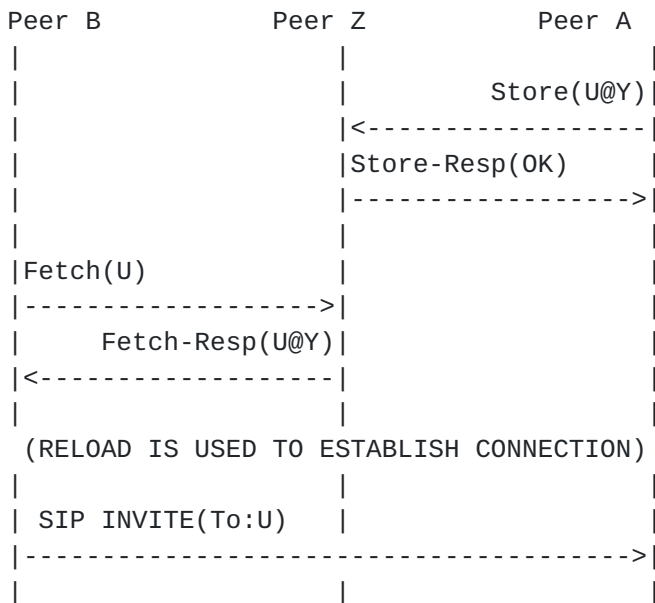 Peer B           Peer Z           Peer A
|                    |                   |
|                    |         Store(U@Y)|
|                    |<------------------|
|                    |Store-Resp(OK)     |
|                    |------------------>|
|                    |                   |
|Fetch(U)            |                   |
|------------------->|                   |
|     Fetch-Resp(U@Y)|                   |
|<-------------------|                   |
|                    |                   |
(RELOAD IS USED TO ESTABLISH CONNECTION)
|                    |                   |
| SIP INVITE(To:U)   |                   |
|--------------------------------------->|
|                    |                   |